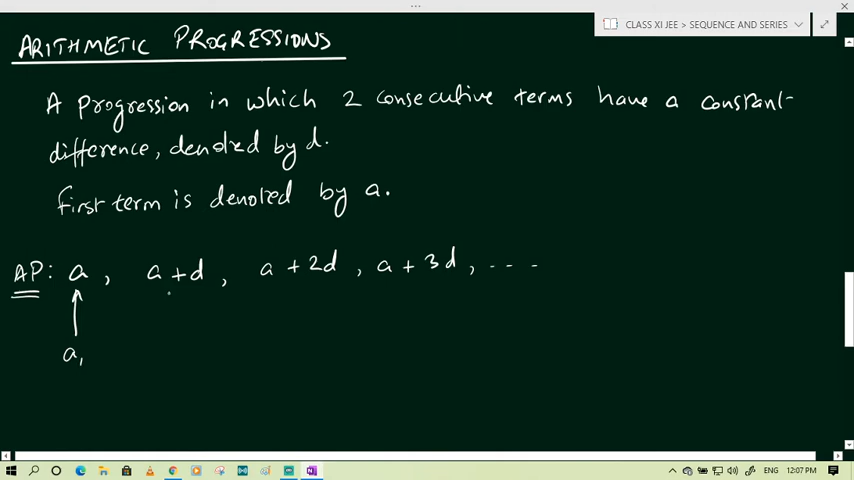 CLASS XI JEE > SEQUENCE AND SERIES
ARITHMETIC PROGRESSIONS
A progression in which 2 consecutive terms have a constant
difference, denoted by d.
First term is denoted by a.
AP: a, a+d, a+2d, a+3d, ---
a₁
ENG 12:07 PM